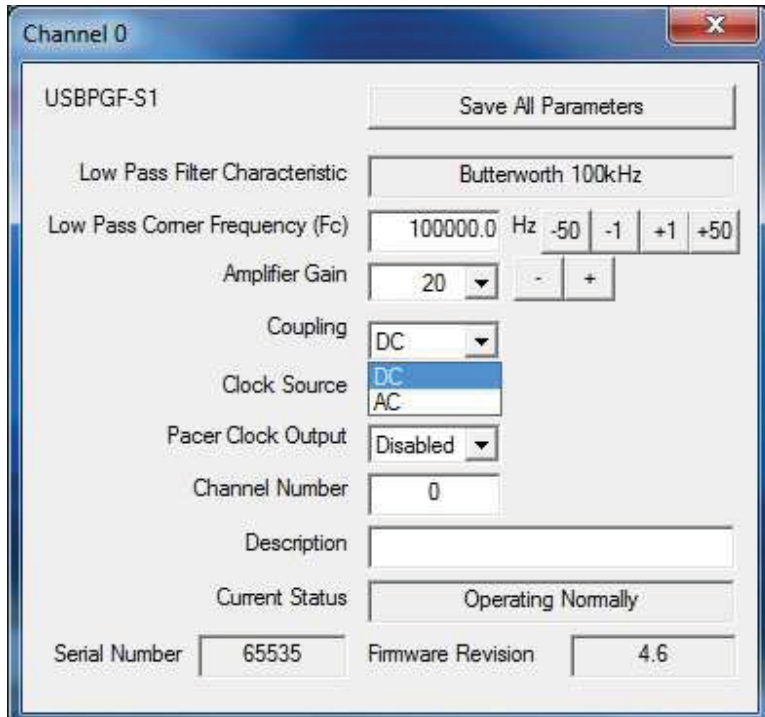 Channel 0
X
USBPGF-S1 Save All Parameters
Low Pass Filter Characteristic Butterworth 100kHz
Low Pass Corner Frequency (Fc) 100000.0 Hz -50 -1 +1 +50
Amplifier Gain 20 - +
Coupling DC
DC
Clock Source
AC
Pacer Clock Output Disabled
Channel Number 0
Description
Current Status Operating Normally
Serial Number 65535 Firmware Revision 4.6